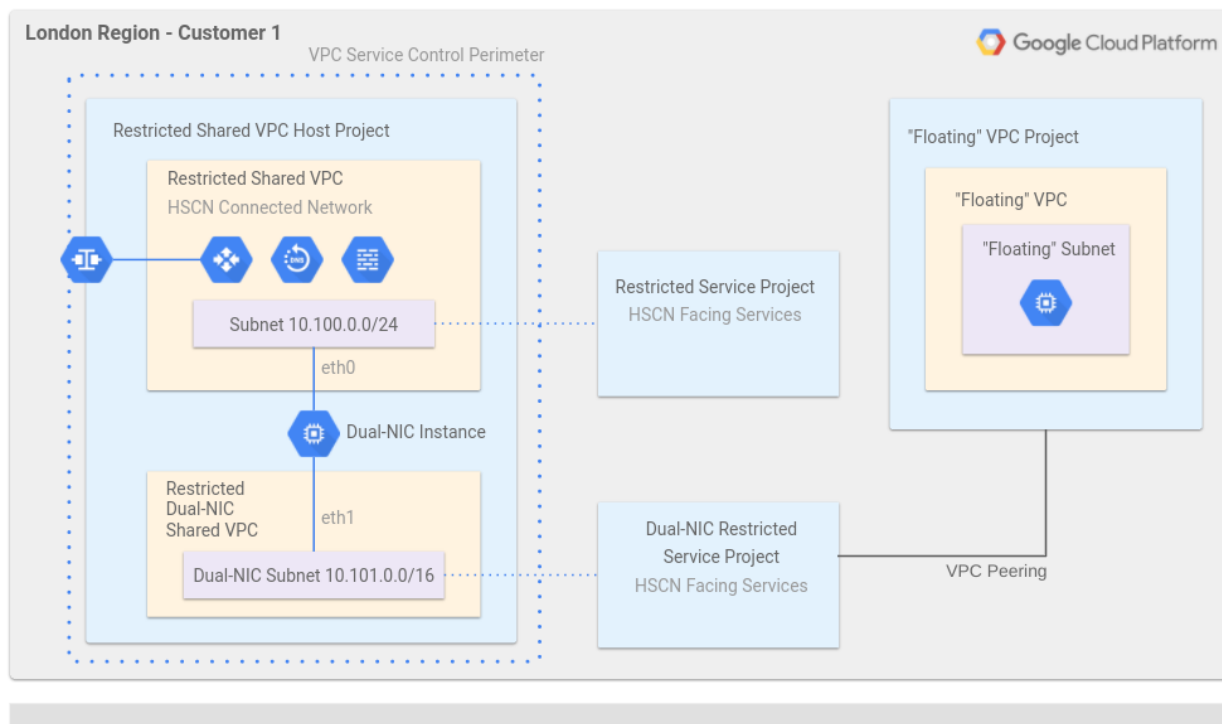 London Region - Customer 1
VPC Service Control Perimeter
Google Cloud Platform
Restricted Shared VPC Host Project
Restricted Shared VPC
HSCN Connected Network
DNS
Subnet 10.100.0.0/24
eth0
Dual-NIC Instance
Restricted
Dual-NIC
Shared VPC
eth1
Dual-NIC Subnet 10.101.0.0/16
Restricted Service Project
HSCN Facing Services
Dual-NIC Restricted
Service Project
HSCN Facing Services
"Floating" VPC Project
"Floating" VPC
"Floating" Subnet
VPC Peering